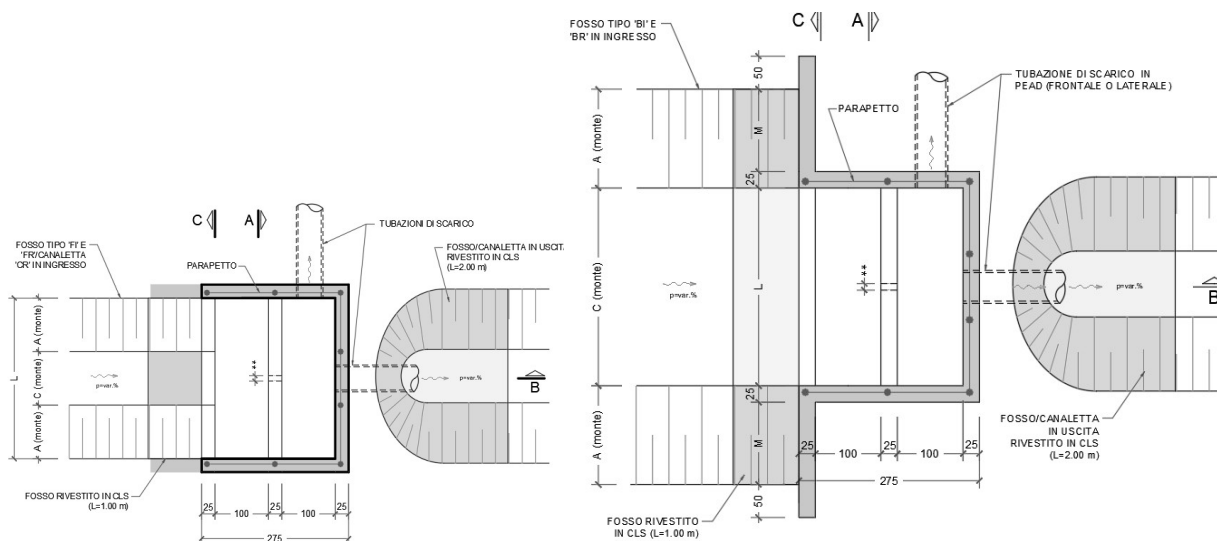 C A
FOSSO TIPO 'FI' E
'FR'/CANALETTA
'CR' IN INGRESSO
PARAPETTO
TUBAZIONI DI SCARICO
FOSSO/CANALETTA IN USCITA
RIVESTITO IN CLS
(L=2.00 m)
A (monte)
C (monte)
A (monte)
L
p=var.%
**
p=var.%
B
FOSSO RIVESTITO IN CLS
(L=1.00 m)
25
100
25
100
25
275
FOSSO TIPO 'BI' E
'BR' IN INGRESSO
C A
50
TUBAZIONE DI SCARICO IN
PEAD (FRONTALE O LATERALE)
PARAPETTO
A (monte)
M
25
C (monte)
L
p=var.%
**
p=var.%
B
A (monte)
25
M
50
25
100
25
100
25
275
FOSSO/CANALETTA
IN USCITA
RIVESTITO IN CLS
(L=2.00 m)
FOSSO RIVESTITO
IN CLS (L=1.00 m)